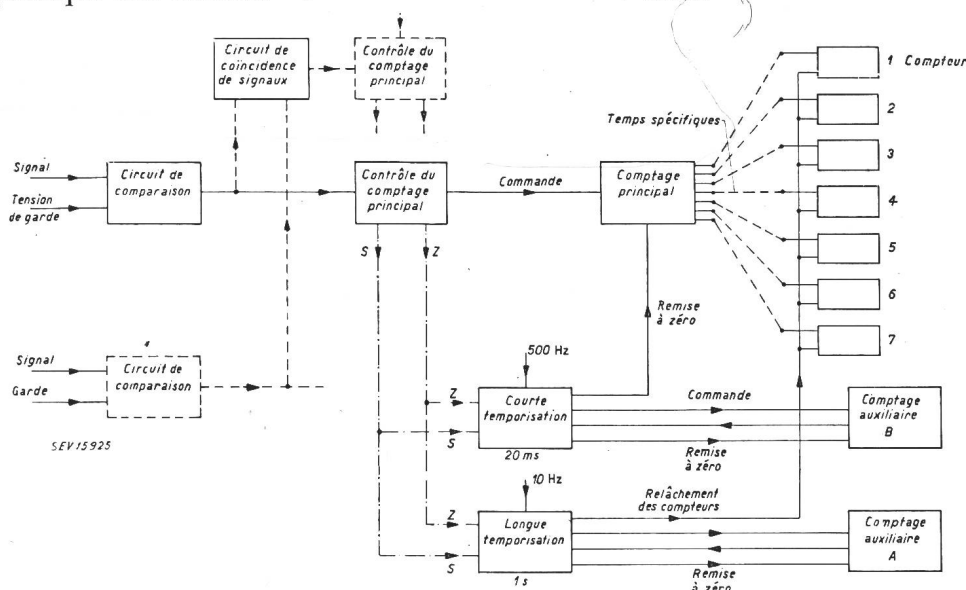 Circuit de
coïncidence
de signaux
Contrôle du
comptage
principal
1 Compteur
2
Temps spécifiques
3
Signal
Tension
de garde
Circuit de
comparaison
Contrôle du
comptage
principal
Commande
Comptage
principal
4
5
S
Z
6
Remise
à zéro
7
Signal
Garde
Circuit de
comparaison
500 Hz
SEV 15925
Z
S
Courte
temporisation
20 ms
Commande
Remise
à zéro
Comptage
auxiliaire
B
10 Hz
Z
S
Longue
temporisation
1 s
Relâchement
des compteurs
Remise
à zéro
Comptage
auxiliaire
A